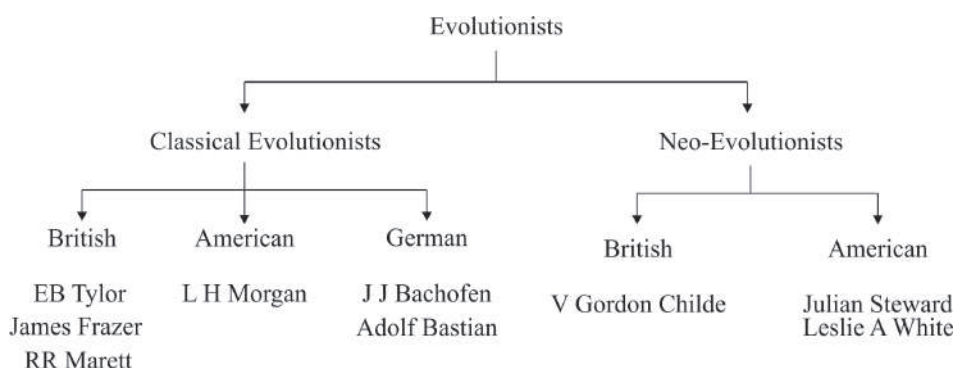 Evolutionists
Classical Evolutionists
Neo-Evolutionists
British
American
German
British
American
EB Tylor
James Frazer
RR Marett
L H Morgan
J J Bachofen
Adolf Bastian
V Gordon Childe
Julian Steward
Leslie A White